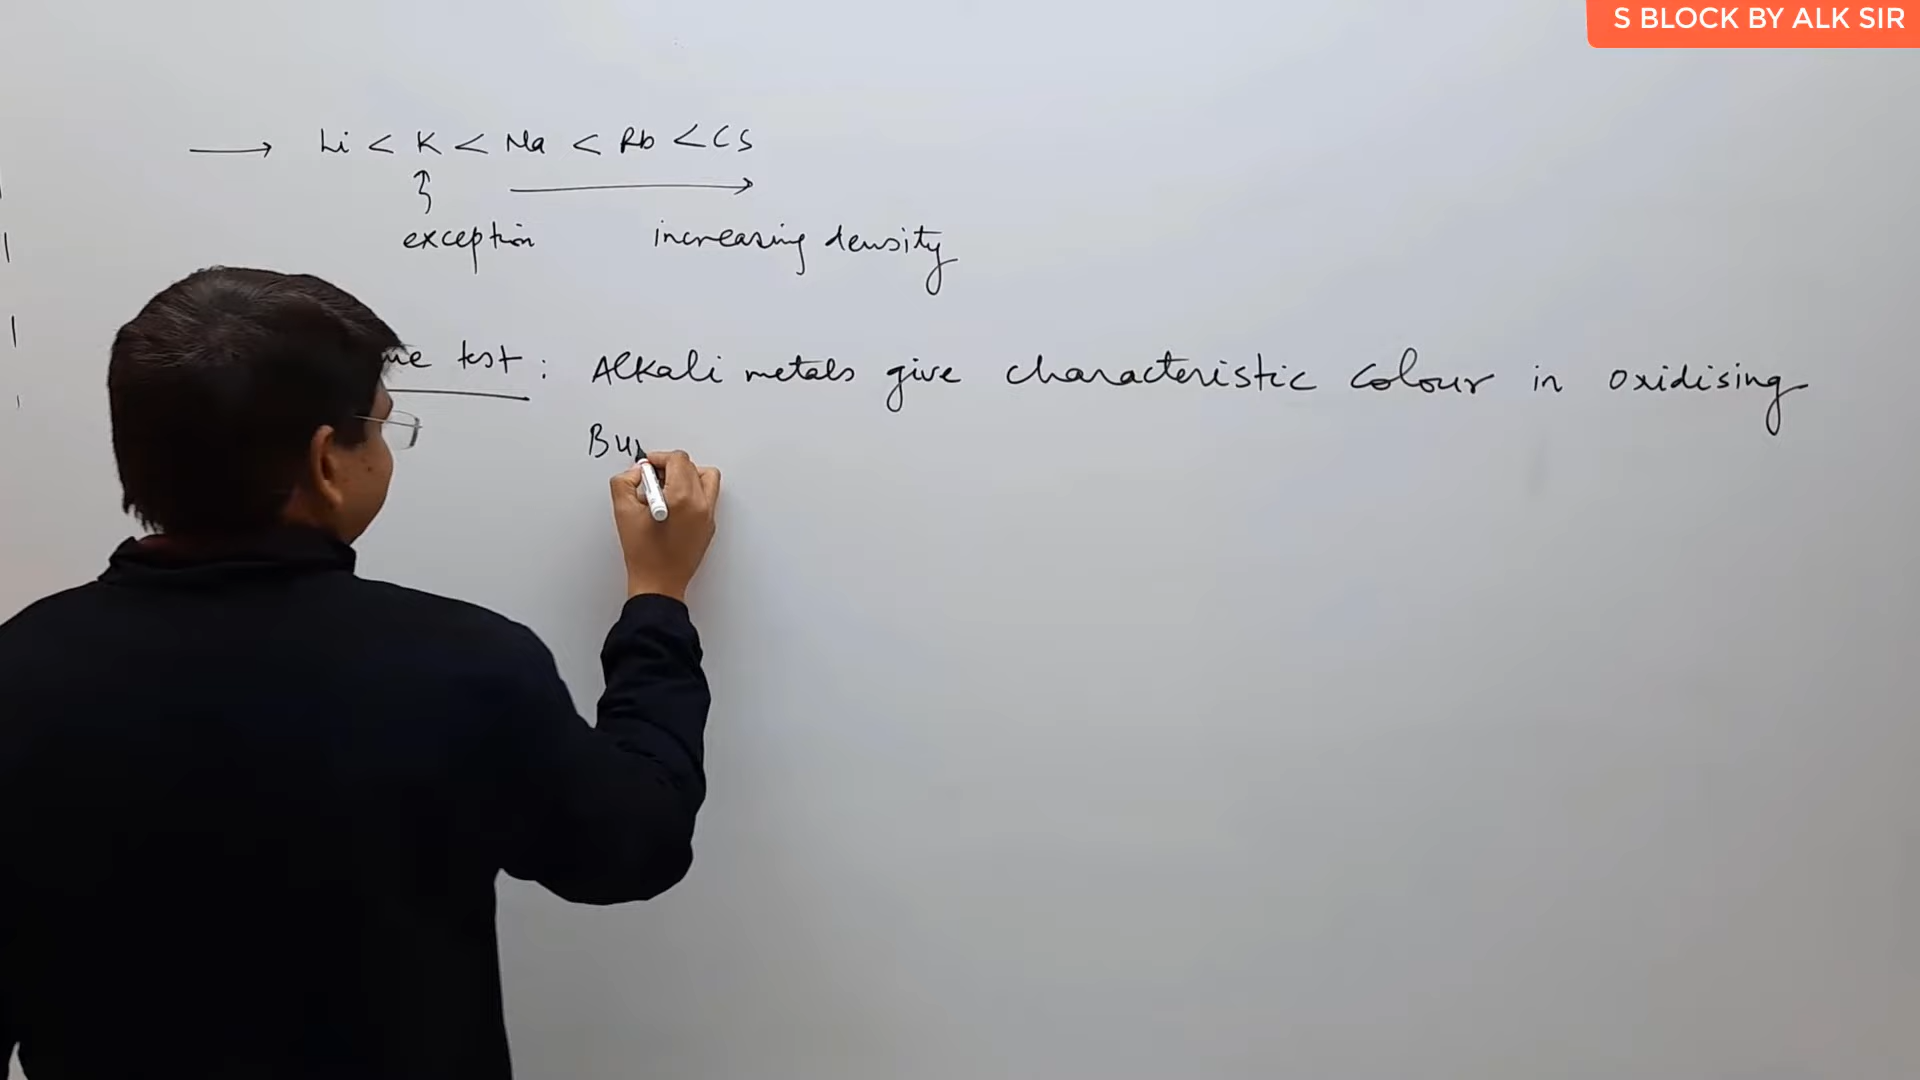 S BLOCK BY ALK SIR
→ Li < K < Na < Rb < Cs
exception increasing density
test : Alkali metals give characteristic colour in oxidising